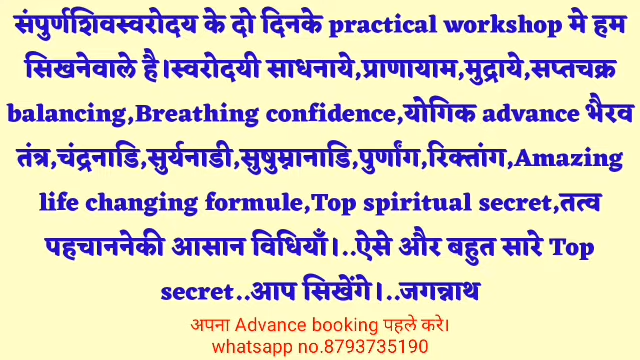 संपुर्णशिवस्वरोदय के दो दिनके practical workshop मे हम
सिखनेवाले है।स्वरोदयी साधनाये,प्राणायाम,मुद्राये,सप्तचक्र
balancing,Breathing confidence,योगिक advance भैरव
तंत्र,चंद्रनाडि,सुर्यनाडी,सुषुम्नानाडि,पुर्णांग,रिक्तांग,Amazing
life changing formule,Top spiritual secret,तत्व
पहचाननेकी आसान विधियाँ।..ऐसे और बहुत सारे Top
secret..आप सिखेंगे।..जगन्नाथ
अपना Advance booking पहले करे।
whatsapp no.8793735190